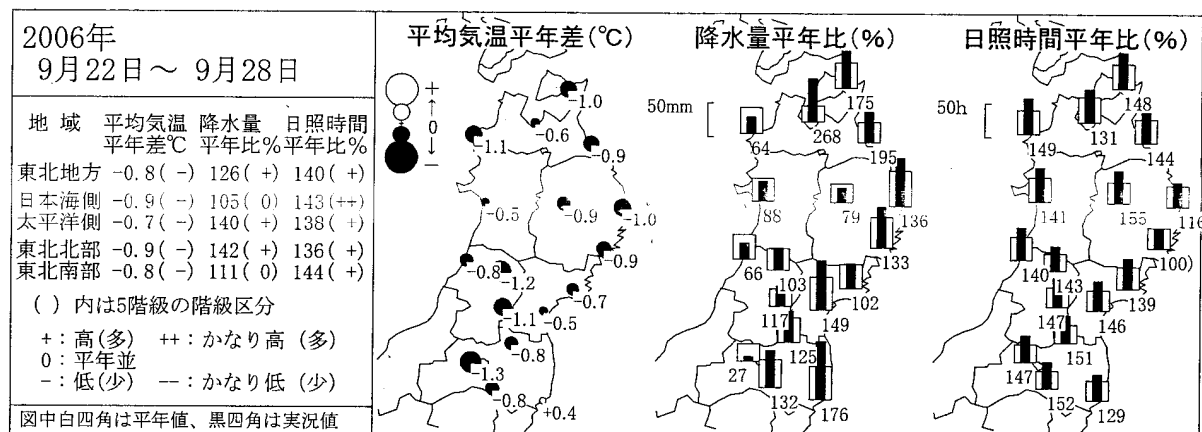 2006年
9月22日～ 9月28日
地 域 平均気温 降水量 日照時間
平年差℃ 平年比% 平年比%
東北地方 -0.8( -) 126( +) 140( +)
日本海側 -0.9( -) 105( 0) 143(++)
太平洋側 -0.7( -) 140( +) 138( +)
東北北部 -0.9( -) 142( +) 136( +)
東北南部 -0.8( -) 111( 0) 144( +)
( ) 内は5階級の階級区分
+：高(多) ++：かなり高 (多)
0：平年並
-：低(少) --：かなり低 (少)
図中白四角は平年値、黒四角は実況値
平均気温平年差(℃)
+
↑
0
↓
-
-1.0
-0.6
-1.1
-0.9
-0.5
-0.9
-1.0
-0.9
-0.8
-1.2
-0.7
-1.1
-0.5
-0.8
-1.3
-0.8
+0.4
降水量平年比(%)
50mm
175
268
64
195
88
79
136
133
66
103
102
117
149
125
27
132
176
日照時間平年比(%)
50h
148
131
149
144
141
155
116
100)
140
143
139
147
146
151
147
152
129